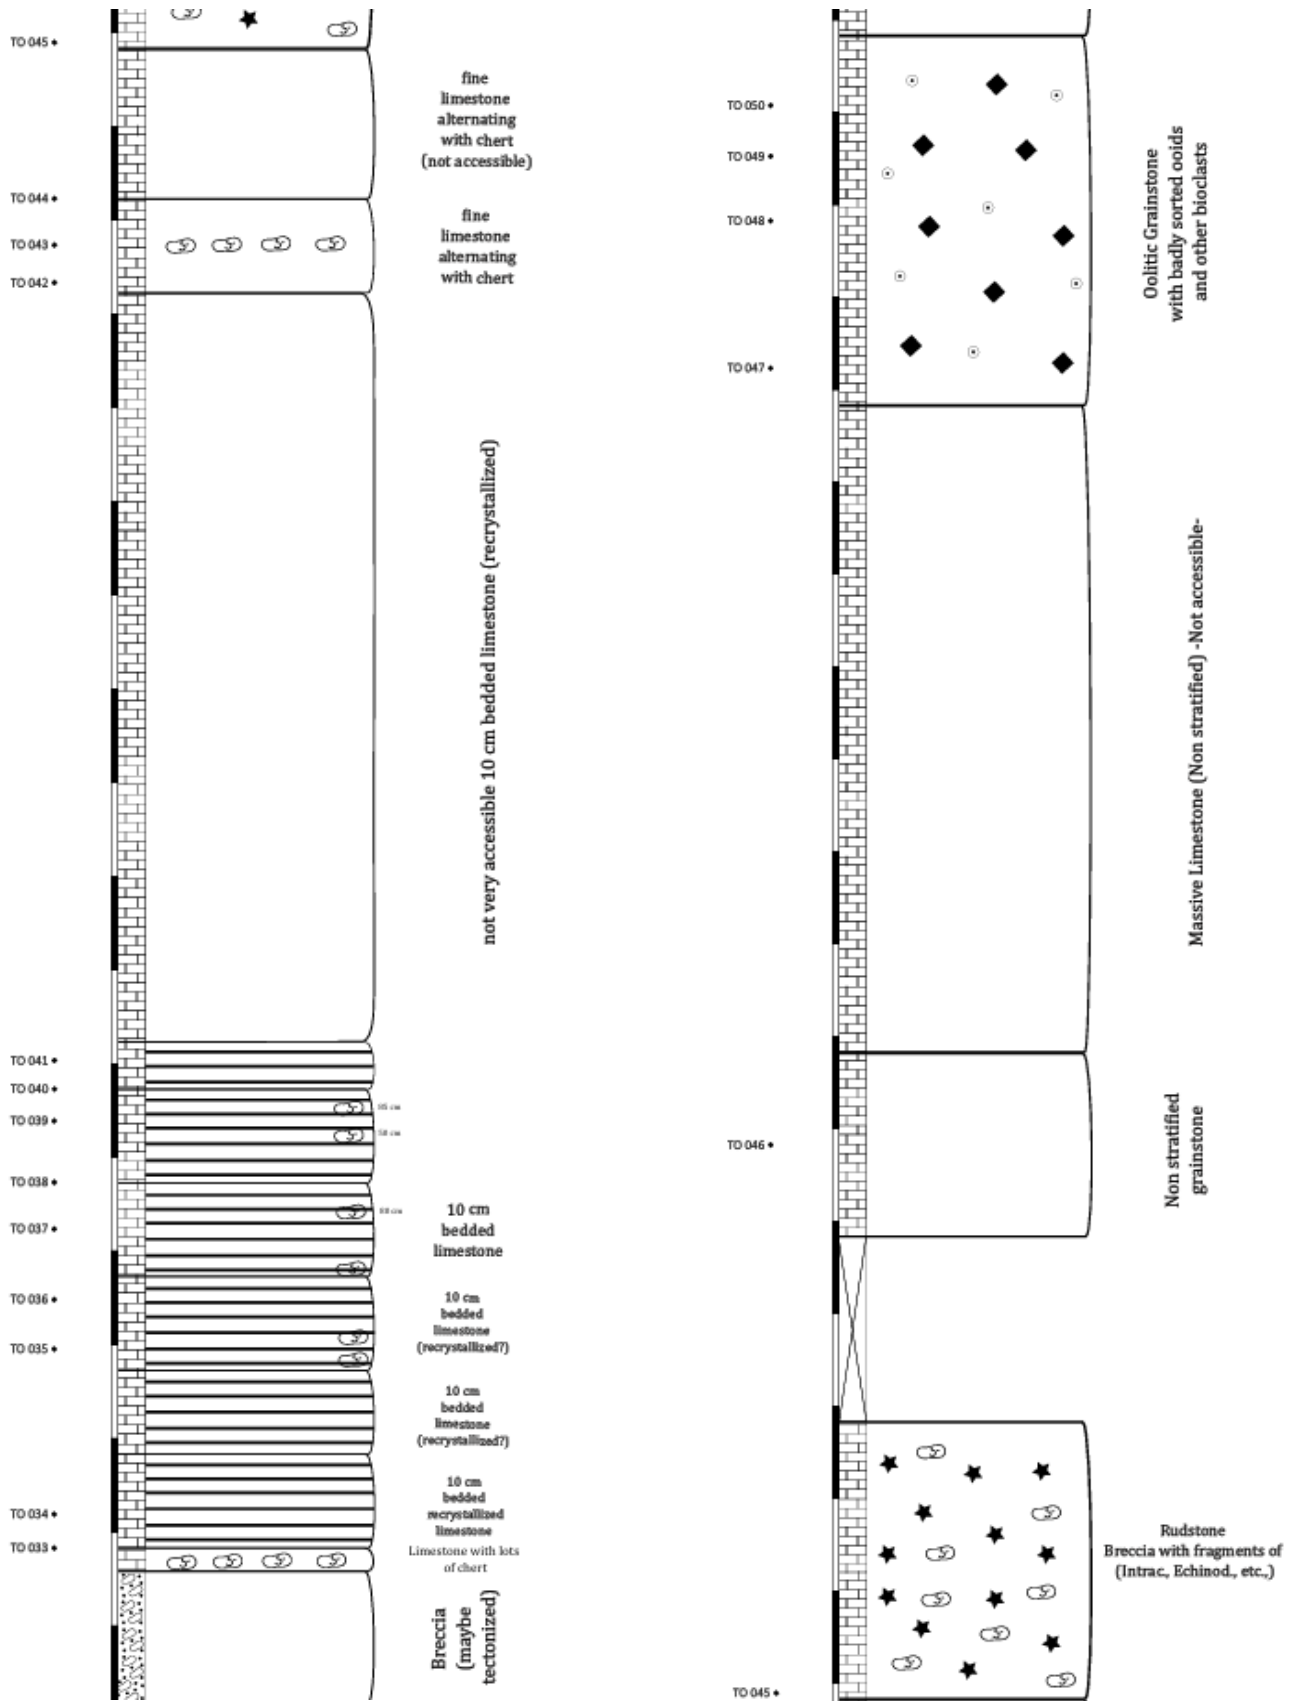 TO 045
fine
limestone
alternating
with chert
(not accessible)
TO 044
fine
limestone
alternating
with chert
TO 043
TO 042
not very accessible 10 cm bedded limestone (recrystallized)
TO 041
TO 040
TO 039
50 cm
TO 038
TO 037
10 cm
bedded
limestone
TO 036
10 cm
bedded
limestone
(recrystallized?)
TO 035
10 cm
bedded
limestone
(recrystallized?)
10 cm
bedded
recrystallized
limestone
TO 034
TO 033
Limestone with lots
of chert
Breccia
(maybe
tectonized)
TO 050
TO 049
TO 048
TO 047
Oolitic Grainstone
with badly sorted ooids
and other bioclasts
Massive Limestone (Non stratified) -Not accessible-
TO 046
Non stratified
grainstone
Rudstone
Breccia with fragments of
(Intrac., Echinod., etc.,)
TO 045